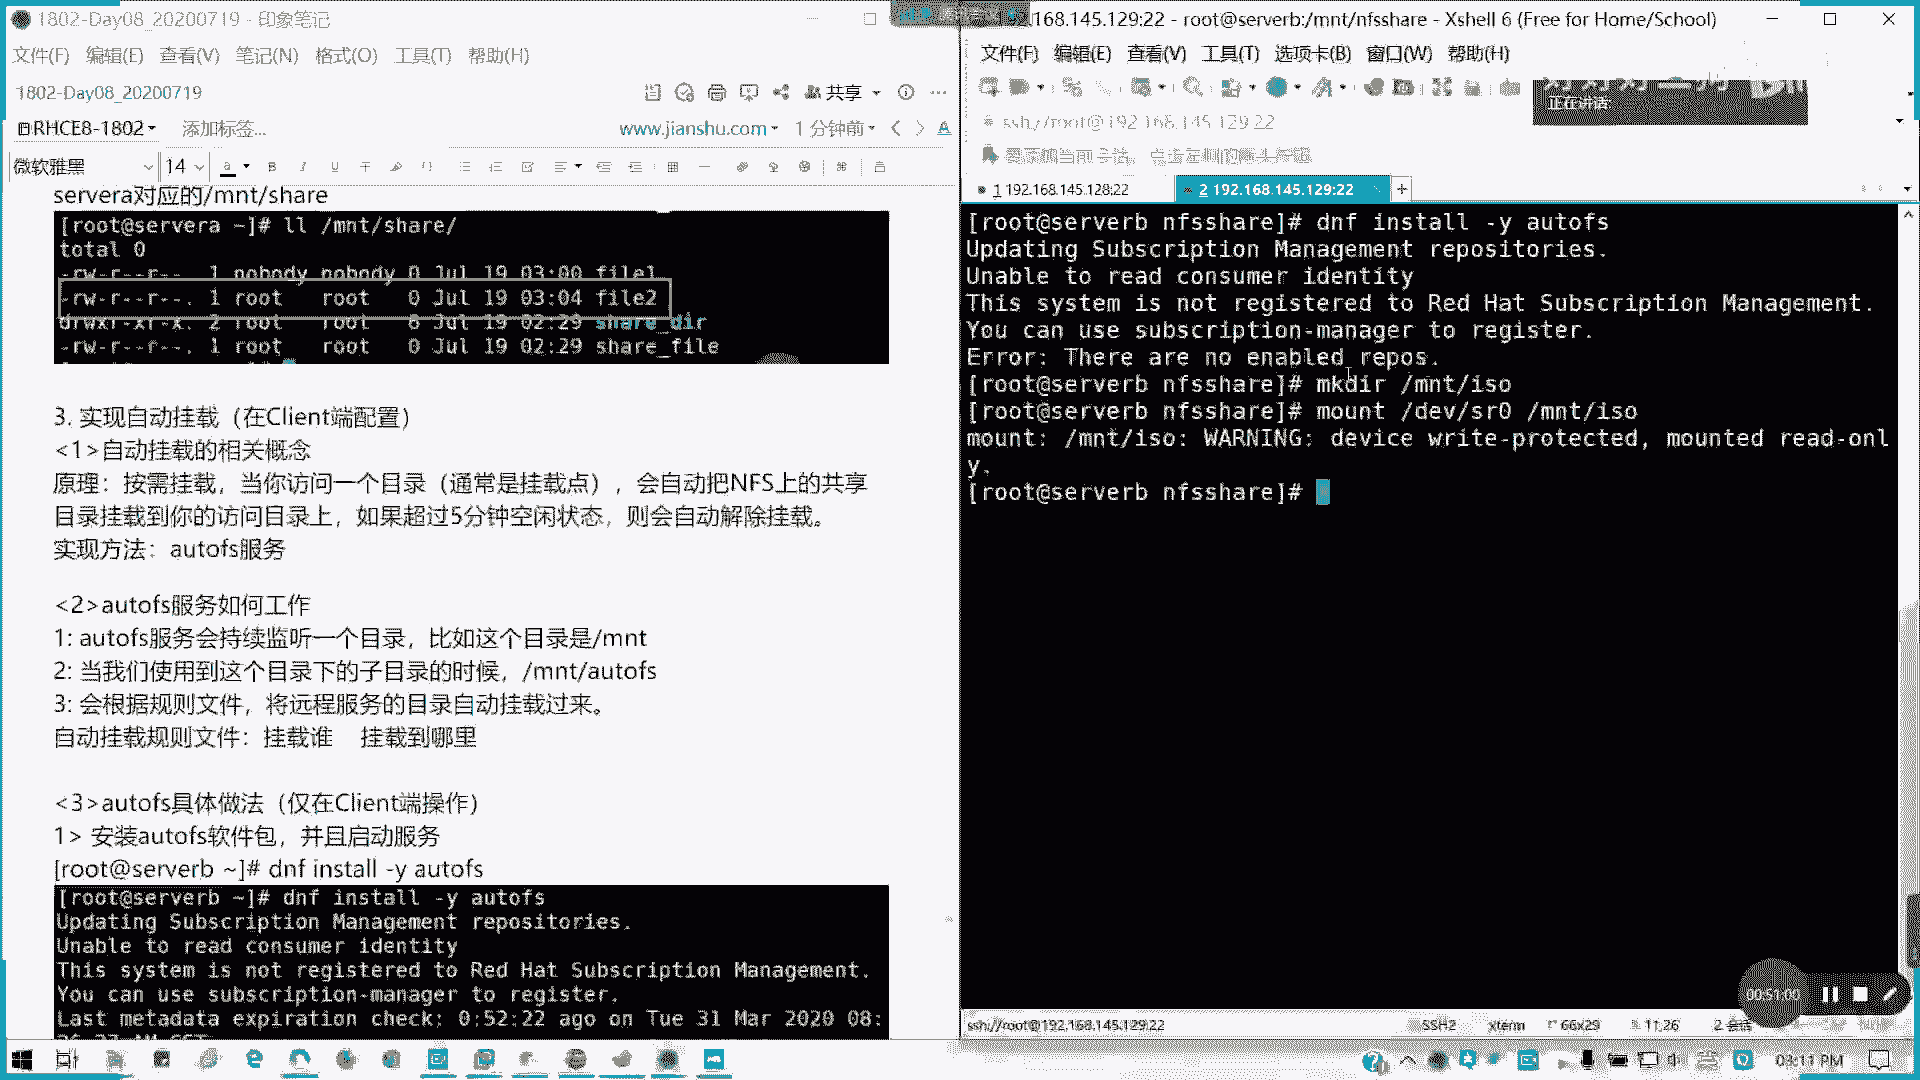 1802-Day08_20200719 - 印象笔记
文件(F) 编辑(E) 查看(V) 笔记(N) 格式(O) 工具(T) 帮助(H)
1802-Day08_20200719
共享
RHCE8-1802
添加标签...
www.jianshu.com
1 分钟前
微软雅黑
14
servera对应的/mnt/share
[root@servera ~]# ll /mnt/share/
total 0
-rw-r--r--. 1 nobody nobody 0 Jul 19 03:00 file1
-rw-r--r--. 1 root root 0 Jul 19 03:04 file2
drwxr-xr-x. 2 root root 6 Jul 19 02:29 share_dir
-rw-r--r--. 1 root root 0 Jul 19 02:29 share_file
3. 实现自动挂载（在Client端配置）
<1>自动挂载的相关概念
原理：按需挂载，当你访问一个目录（通常是挂载点），会自动把NFS上的共享
目录挂载到你的访问目录上，如果超过5分钟空闲状态，则会自动解除挂载。
实现方法：autofs服务
<2>autofs服务如何工作
1: autofs服务会持续监听一个目录，比如这个目录是/mnt
2: 当我们使用到这个目录下的子目录的时候，/mnt/autofs
3: 会根据规则文件，将远程服务的目录自动挂载过来。
自动挂载规则文件：挂载谁 挂载到哪里
<3>autofs具体做法（仅在Client端操作）
1> 安装autofs软件包，并且启动服务
[root@serverb ~]# dnf install -y autofs
[root@serverb ~]# dnf install -y autofs
Updating Subscription Management repositories.
Unable to read consumer identity
This system is not registered to Red Hat Subscription Management.
You can use subscription-manager to register.
Last metadata expiration check: 0:52:22 ago on Tue 31 Mar 2020 08:
.168.145.129:22 - root@serverb:/mnt/nfsshare - Xshell 6 (Free for Home/School)
文件(F) 编辑(E) 查看(V) 工具(T) 选项卡(B) 窗口(W) 帮助(H)
正在讲话:
ssh://root@192.168.145.129:22
1 192.168.145.128:22
2 192.168.145.129:22
[root@serverb nfsshare]# dnf install -y autofs
Updating Subscription Management repositories.
Unable to read consumer identity
This system is not registered to Red Hat Subscription Management.
You can use subscription-manager to register.
Error: There are no enabled repos.
[root@serverb nfsshare]# mkdir /mnt/iso
[root@serverb nfsshare]# mount /dev/sr0 /mnt/iso
mount: /mnt/iso: WARNING: device write-protected, mounted read-onl
y.
[root@serverb nfsshare]#
00:51:00
ssh://root@192.168.145.129:22
SSH2
xterm
66x29
11,26
2 会话
03:11 PM